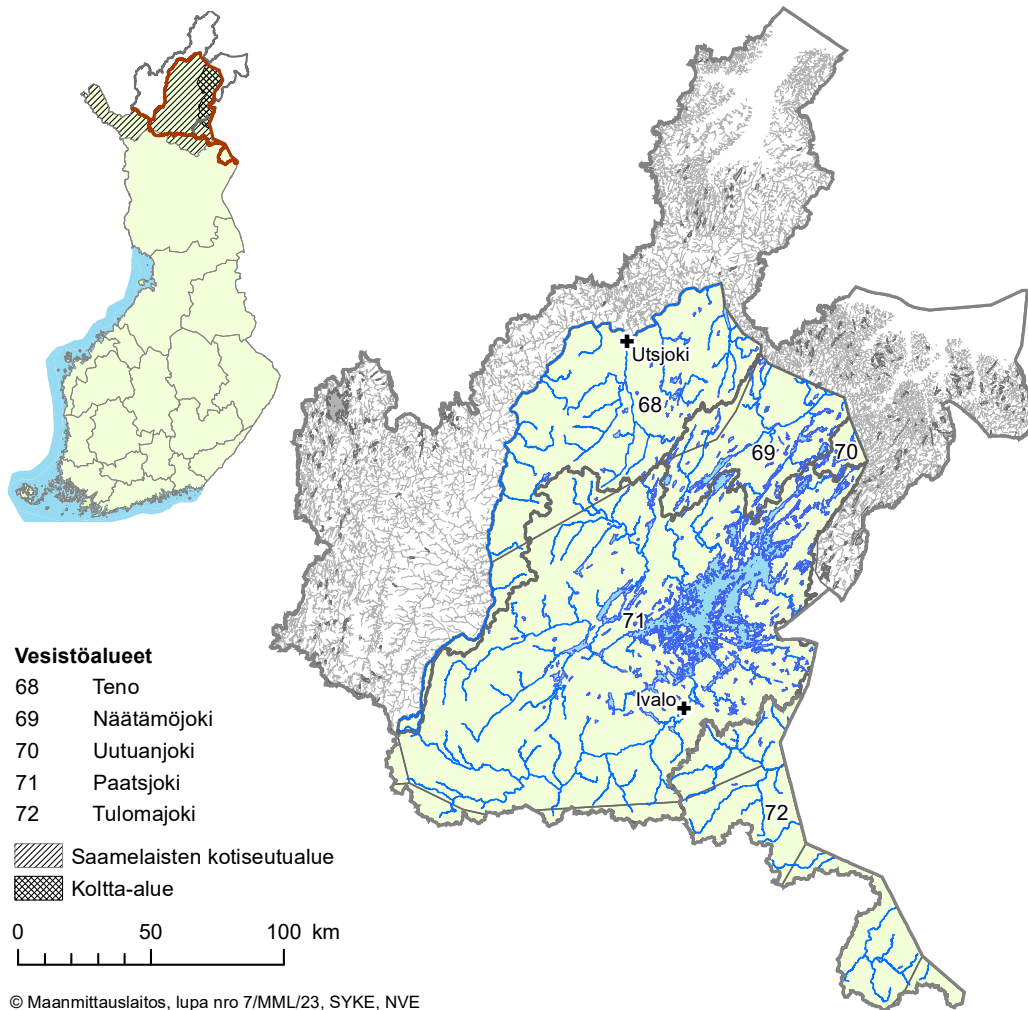 Utsjoki
68
69
70
71
Ivalo
72
Vesistöalueet
68 Teno
69 Näätämöjoki
70 Uutuanjoki
71 Paatsjoki
72 Tulomajoki
Saamelaisten kotiseutualue
Koltta-alue
0 50 100 km
© Maanmittauslaitos, lupa nro 7/MML/23, SYKE, NVE